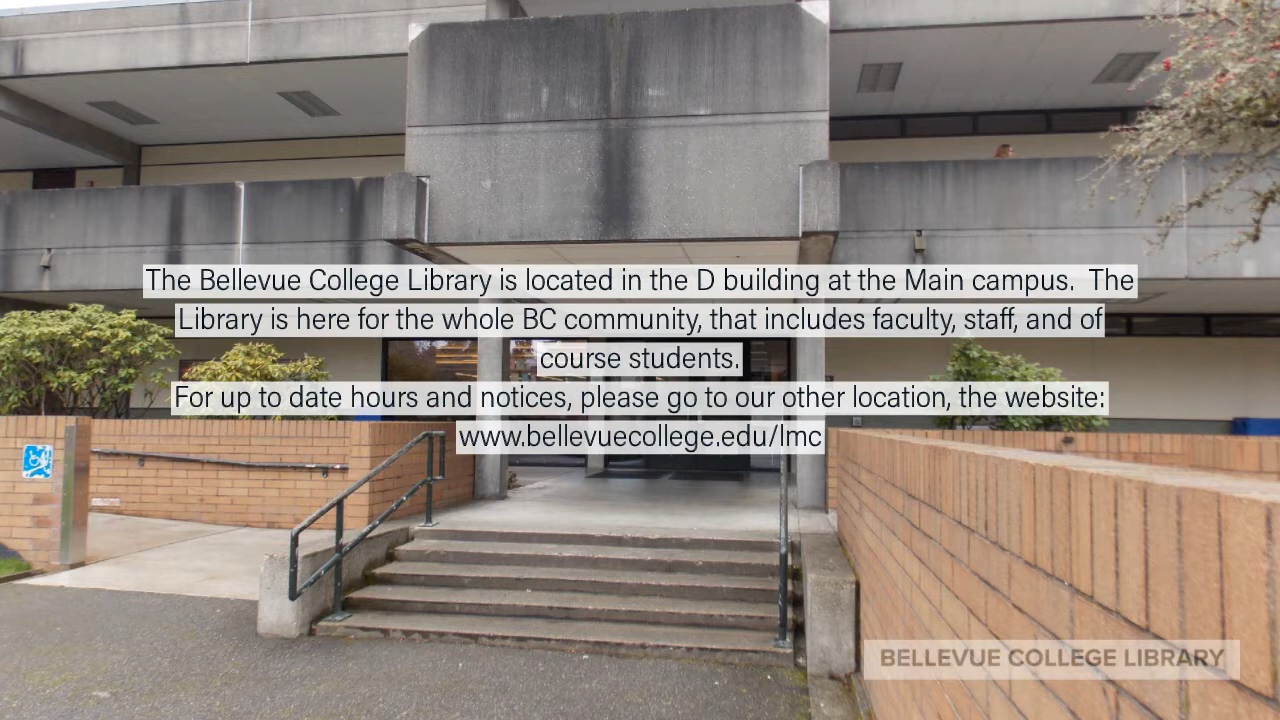 The Bellevue College Library is located in the D building at the Main campus.  The
Library is here for the whole BC community, that includes faculty, staff, and of
course students.
For up to date hours and notices, please go to our other location, the website:
www.bellevuecollege.edu/lmc
BELLEVUE COLLEGE LIBRARY